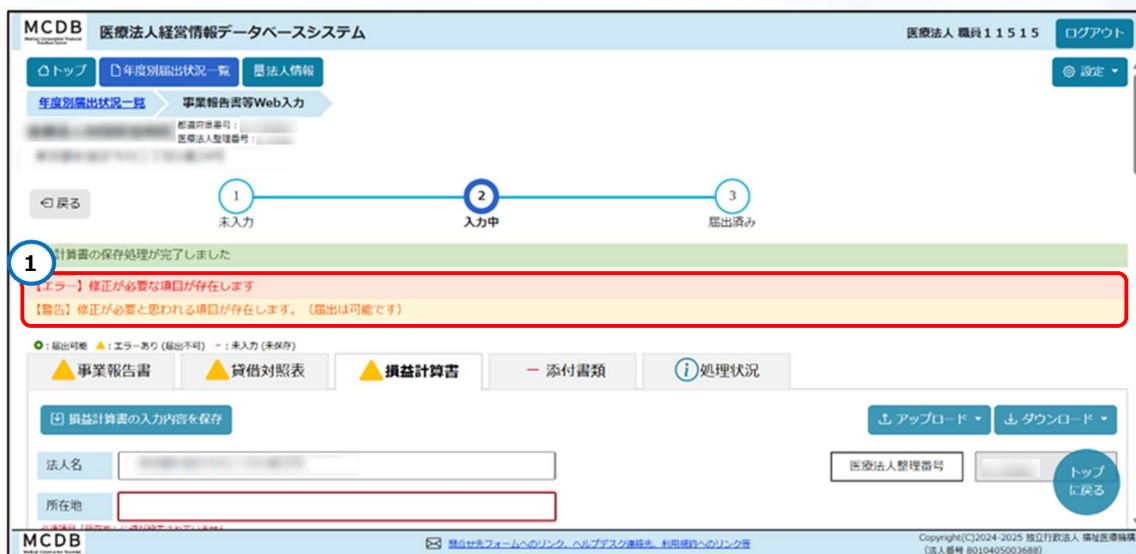 MCDB 医療法人経営情報データベースシステム 医療法人 職員11515 ログアウト
トップ 年度別届出状況一覧 法人情報 設定
年度別届出状況一覧 事業報告書等Web入力
都道府県番号:
医療法人整理番号:
戻る 1 2 3
未入力 入力中 届出済み
計算書の保存処理が完了しました
1
【エラー】修正が必要な項目が存在します
【警告】修正が必要と思われる項目が存在します。(届出は可能です)
:届出可能 :エラーあり(届出不可) -:未入力(未保存)
事業報告書 貸借対照表 損益計算書 - 添付書類 i 処理状況
損益計算書の入力内容を保存 アップロード ダウンロード
法人名 医療法人整理番号
トップに戻る
所在地
MCDB 問合せ先フォームへのリンク、ヘルプデスク連絡先、利用規約へのリンク等 Copyright(C)2024-2025 独立行政法人 福祉医療機構
(法人番号 8010405003688)